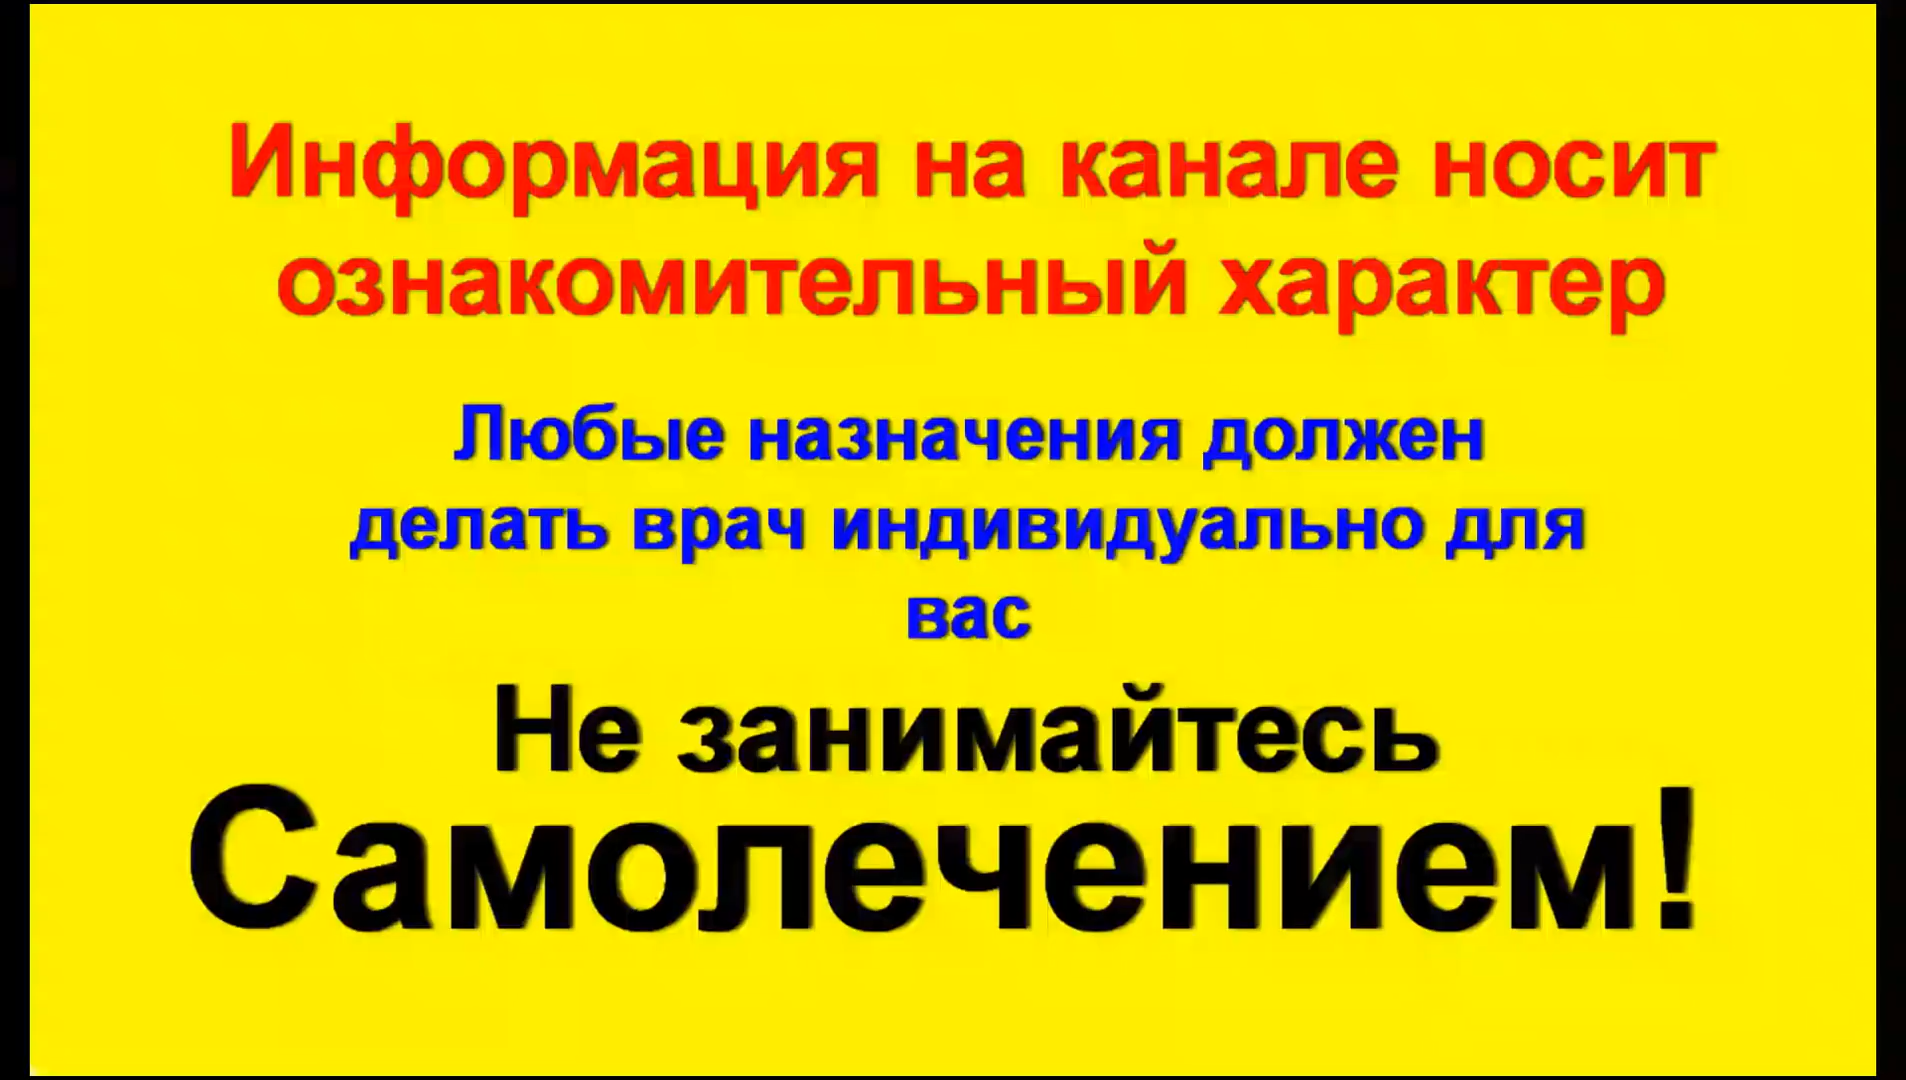 Информация на канале носит
ознакомительный характер
Любые назначения должен
делать врач индивидуально для
вас
Не занимайтесь
Самолечением!